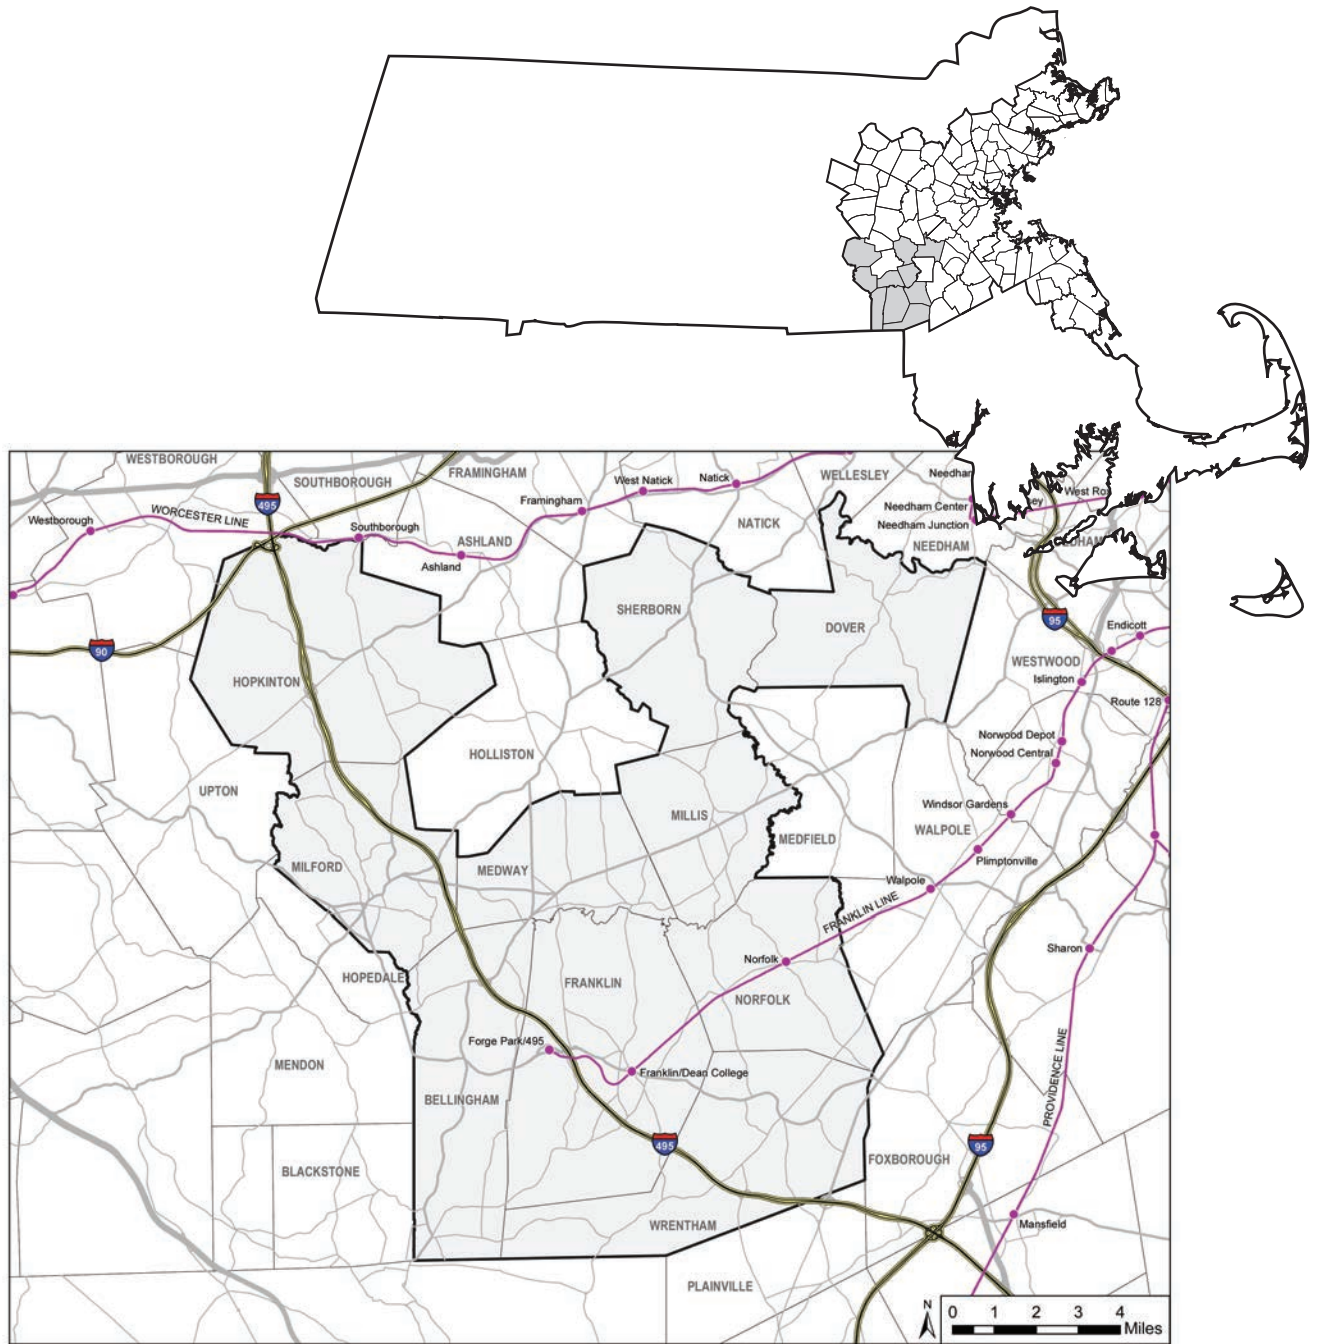 WESTBOROUGH
SOUTHBOROUGH
FRAMINGHAM
WELLESLEY
Needham
West Natick
Natick
495
Framingham
Needham Center
Westborough
WORCESTER LINE
Southborough
NATICK
Needham Junction
ASHLAND
NEEDHAM
Ashland
SHERBORN
DOVER
95
Endicott
90
WESTWOOD
HOPKINTON
Islington
Route 128
HOLLISTON
Norwood Depot
Norwood Central
UPTON
Windsor Gardens
MILLIS
WALPOLE
MEDFIELD
MILFORD
MEDWAY
Plimptonville
Walpole
FRANKLIN LINE
Sharon
Norfolk
HOPEDALE
FRANKLIN
NORFOLK
Forge Park/495
MENDON
Franklin/Dean College
PROVIDENCE LINE
BELLINGHAM
495
95
FOXBOROUGH
BLACKSTONE
WRENTHAM
Mansfield
PLAINVILLE
N
0 1 2 3 4
Miles